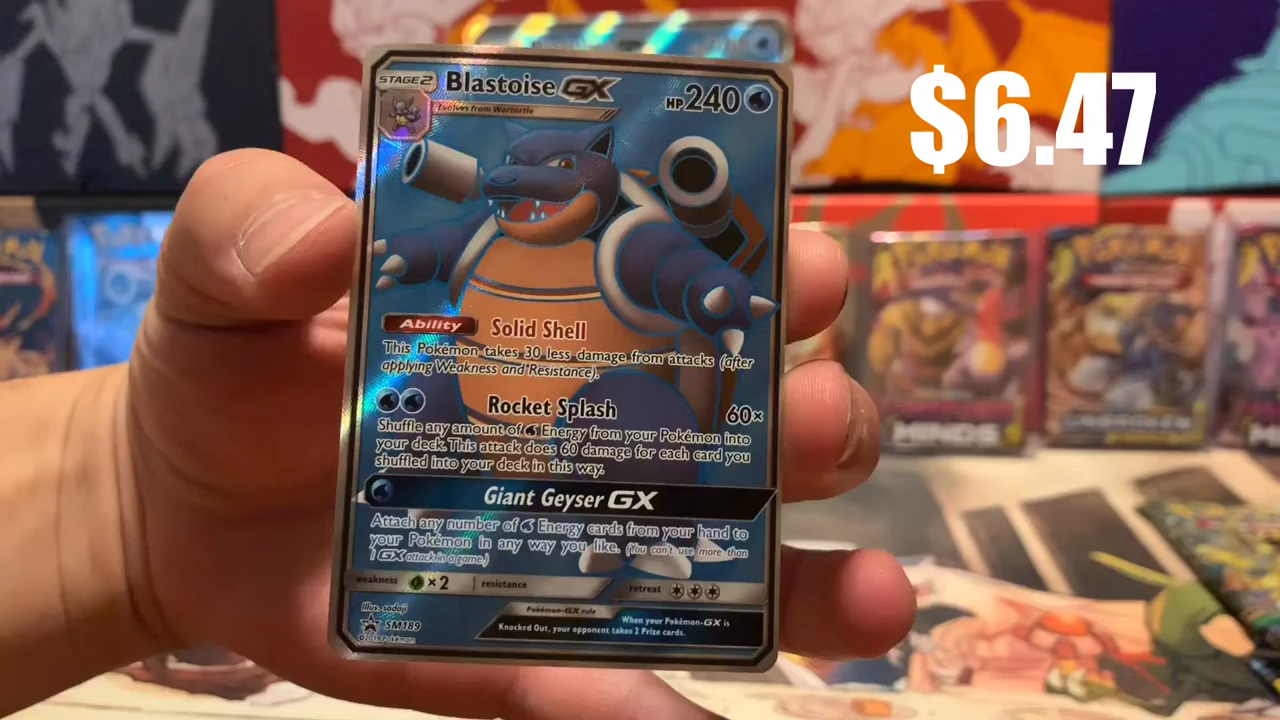 $6.47
STAGE 2 Blastoise GX HP 240
Evolves from Wartortle
Ability Solid Shell
This Pokémon takes 30 less damage from attacks (after
applying Weakness and Resistance).
Rocket Splash 60×
Shuffle any amount of Energy from your Pokémon into
your deck. This attack does 60 damage for each card you
shuffled into your deck in this way.
Giant Geyser GX
Attach any number of Energy cards from your hand to
your Pokémon in any way you like. (You can't use more than
1 GX attack in a game.)
weakness ×2 resistance retreat
Illus. sadaji
SM189
©2019 Pokémon
Pokémon-GX rule
When your Pokémon-GX is
Knocked Out, your opponent takes 2 Prize cards.
POKÉMON
POKÉMON
MINDS